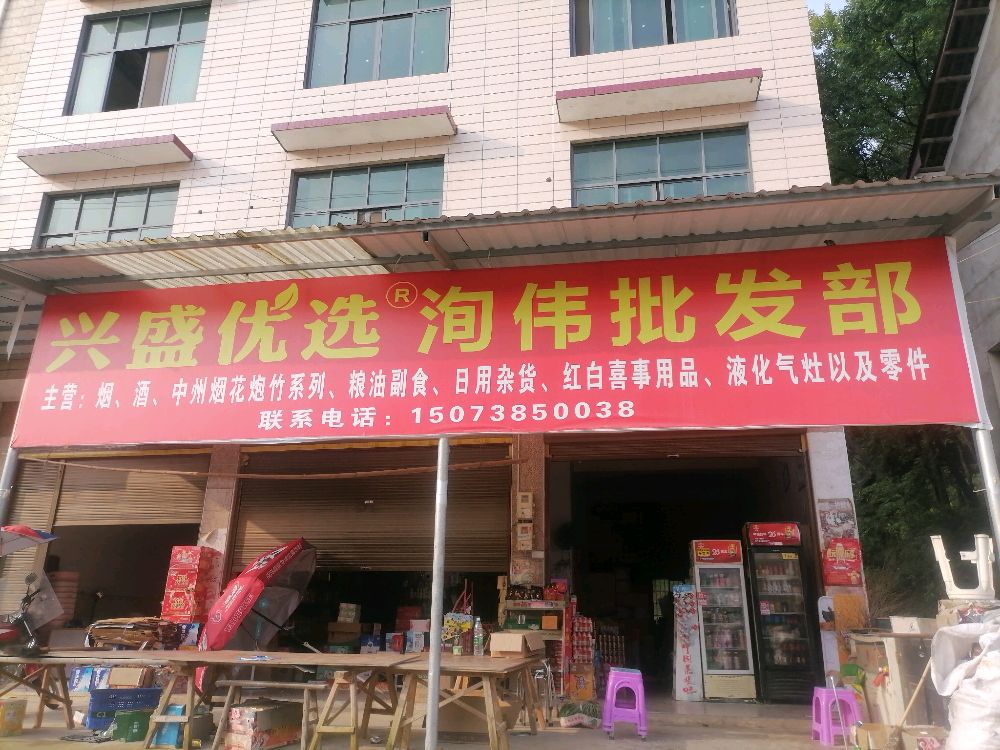 兴盛优选® 洵伟批发部
主营：烟、酒、中州烟花炮竹系列、粮油副食、日用杂货、红白喜事用品、液化气灶以及零件
联系电话：15073850038